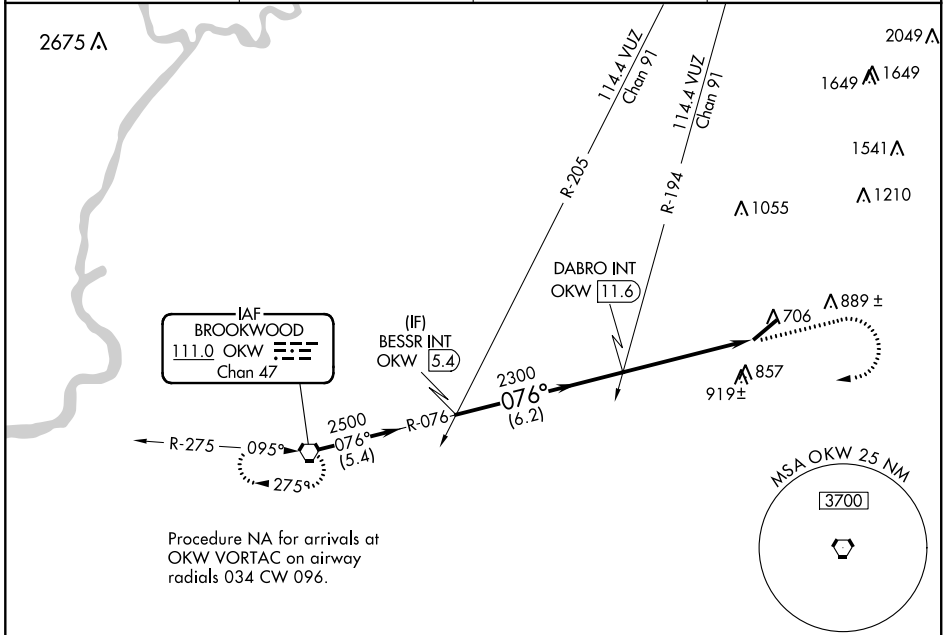 2675
2049
1649
1649
1541
1210
1055
114.4 VUZ
Chan 91
R-205
114.4 VUZ
Chan 91
R-194
DABRO INT
OKW 11.6
889 ±
706
857
919±
IAF
BROOKWOOD
111.0 OKW
Chan 47
(IF)
BESSR INT
OKW 5.4
2300
076°
(6.2)
2500
076°
(5.4)
R-076
R-275
095°
275°
MSA OKW 25 NM
3700
Procedure NA for arrivals at
OKW VORTAC on airway
radials 034 CW 096.